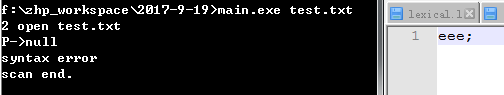 f:\zhp_workspace\2017-9-19>main.exe test.txt
2 open test.txt
P->null
syntax error
scan end.
lexical.l
1 eee;